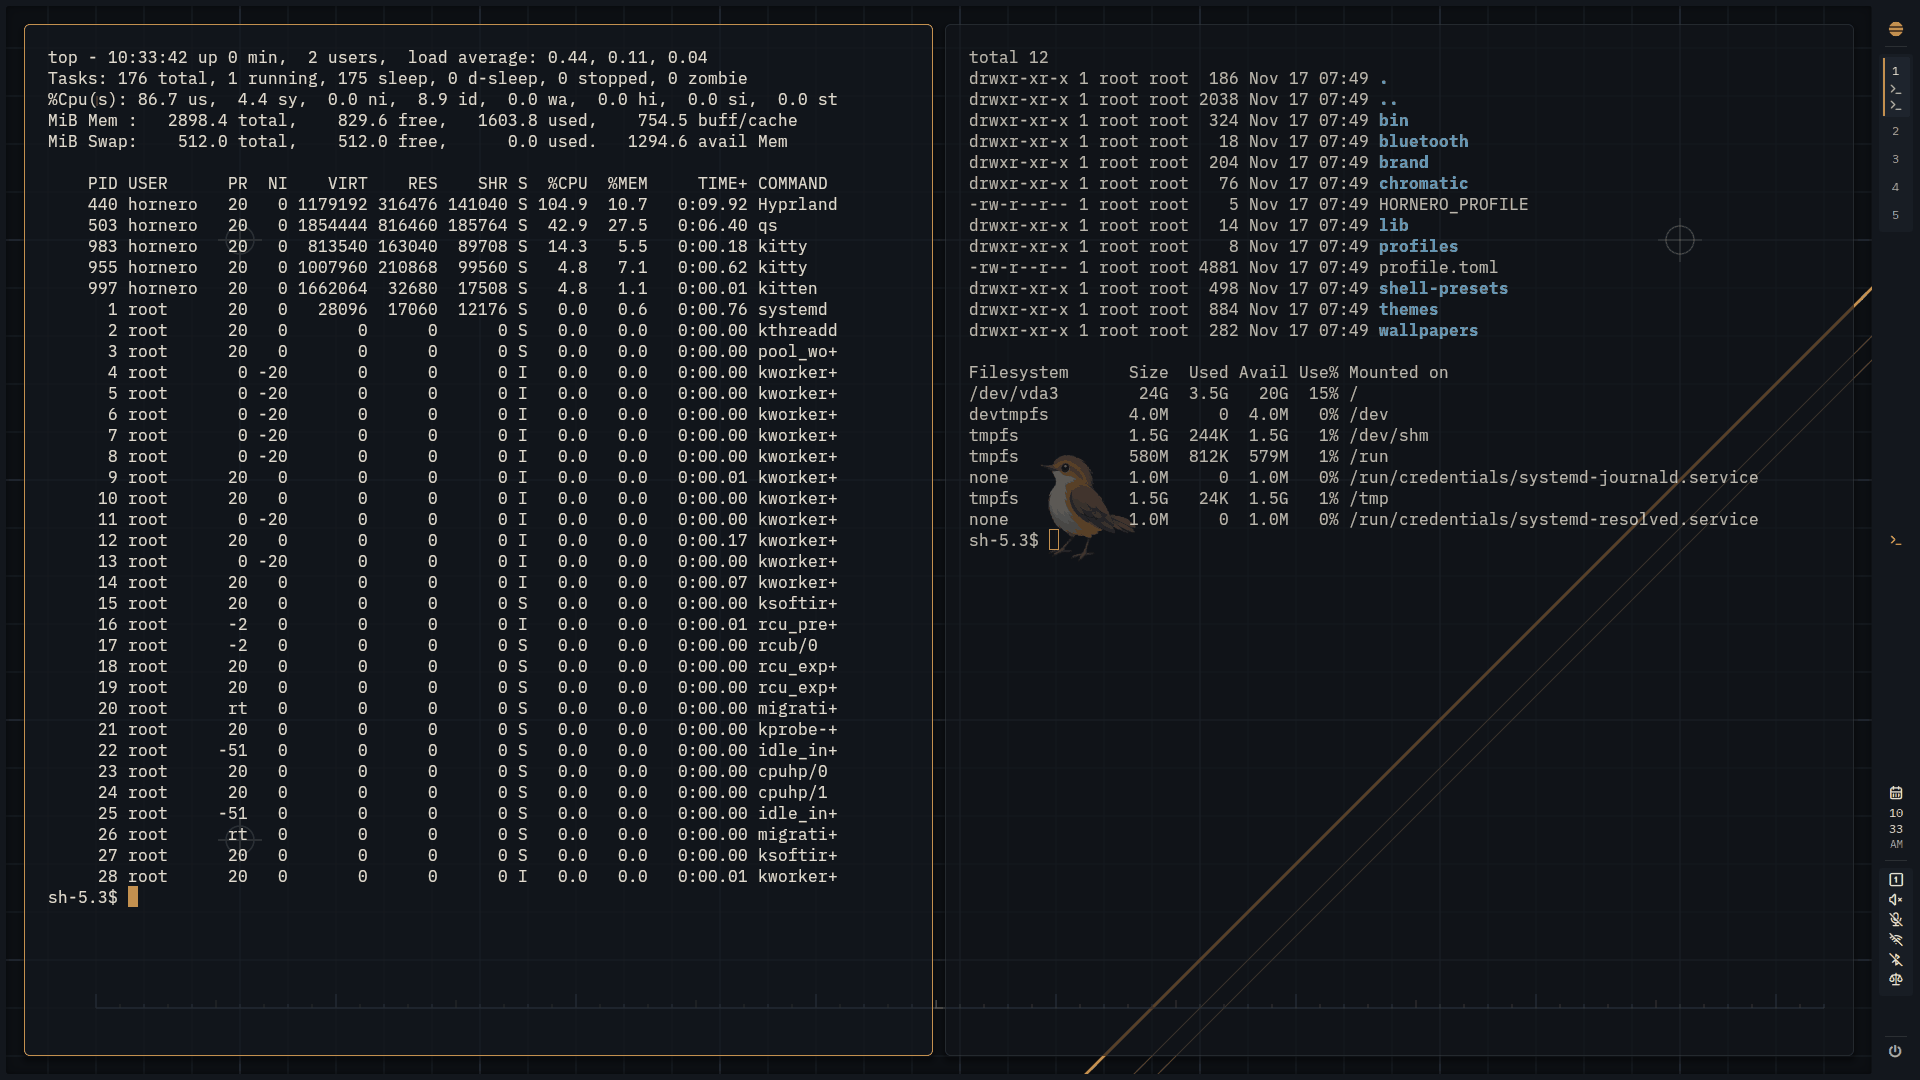 top - 10:33:42 up 0 min,  2 users,  load average: 0.44, 0.11, 0.04
Tasks: 176 total, 1 running, 175 sleep, 0 d-sleep, 0 stopped, 0 zombie
%Cpu(s): 86.7 us,  4.4 sy,  0.0 ni,  8.9 id,  0.0 wa,  0.0 hi,  0.0 si,  0.0 st
MiB Mem :   2898.4 total,    829.6 free,   1603.8 used,    754.5 buff/cache
MiB Swap:    512.0 total,    512.0 free,      0.0 used.   1294.6 avail Mem
PID USER      PR  NI    VIRT    RES    SHR S  %CPU  %MEM     TIME+ COMMAND
440 hornero   20   0 1179192 316476 141040 S 104.9  10.7   0:09.92 Hyprland
503 hornero   20   0 1854444 816460 185764 S  42.9  27.5   0:06.40 qs
983 hornero   20   0  813540 163040  89708 S  14.3   5.5   0:00.18 kitty
955 hornero   20   0 1007960 210868  99560 S   4.8   7.1   0:00.62 kitty
997 hornero   20   0 1662064  32680  17508 S   4.8   1.1   0:00.01 kitten
1 root      20   0   28096  17060  12176 S   0.0   0.6   0:00.76 systemd
2 root      20   0       0      0      0 S   0.0   0.0   0:00.00 kthreadd
3 root      20   0       0      0      0 S   0.0   0.0   0:00.00 pool_wo+
4 root       0 -20       0      0      0 I   0.0   0.0   0:00.00 kworker+
5 root       0 -20       0      0      0 I   0.0   0.0   0:00.00 kworker+
6 root       0 -20       0      0      0 I   0.0   0.0   0:00.00 kworker+
7 root       0 -20       0      0      0 I   0.0   0.0   0:00.00 kworker+
8 root       0 -20       0      0      0 I   0.0   0.0   0:00.00 kworker+
9 root      20   0       0      0      0 I   0.0   0.0   0:00.01 kworker+
10 root      20   0       0      0      0 I   0.0   0.0   0:00.00 kworker+
11 root       0 -20       0      0      0 I   0.0   0.0   0:00.00 kworker+
12 root      20   0       0      0      0 I   0.0   0.0   0:00.17 kworker+
13 root       0 -20       0      0      0 I   0.0   0.0   0:00.00 kworker+
14 root      20   0       0      0      0 I   0.0   0.0   0:00.07 kworker+
15 root      20   0       0      0      0 S   0.0   0.0   0:00.00 ksoftir+
16 root      -2   0       0      0      0 I   0.0   0.0   0:00.01 rcu_pre+
17 root      -2   0       0      0      0 S   0.0   0.0   0:00.00 rcub/0
18 root      20   0       0      0      0 S   0.0   0.0   0:00.00 rcu_exp+
19 root      20   0       0      0      0 S   0.0   0.0   0:00.00 rcu_exp+
20 root      rt   0       0      0      0 S   0.0   0.0   0:00.00 migrati+
21 root      20   0       0      0      0 S   0.0   0.0   0:00.00 kprobe-+
22 root     -51   0       0      0      0 S   0.0   0.0   0:00.00 idle_in+
23 root      20   0       0      0      0 S   0.0   0.0   0:00.00 cpuhp/0
24 root      20   0       0      0      0 S   0.0   0.0   0:00.00 cpuhp/1
25 root     -51   0       0      0      0 S   0.0   0.0   0:00.00 idle_in+
26 root      rt   0       0      0      0 S   0.0   0.0   0:00.00 migrati+
27 root      20   0       0      0      0 S   0.0   0.0   0:00.00 ksoftir+
28 root      20   0       0      0      0 I   0.0   0.0   0:00.01 kworker+
sh-5.3$
total 12
drwxr-xr-x 1 root root  186 Nov 17 07:49 .
drwxr-xr-x 1 root root 2038 Nov 17 07:49 ..
drwxr-xr-x 1 root root  324 Nov 17 07:49 bin
drwxr-xr-x 1 root root   18 Nov 17 07:49 bluetooth
drwxr-xr-x 1 root root  204 Nov 17 07:49 brand
drwxr-xr-x 1 root root   76 Nov 17 07:49 chromatic
-rw-r--r-- 1 root root    5 Nov 17 07:49 HORNERO_PROFILE
drwxr-xr-x 1 root root   14 Nov 17 07:49 lib
drwxr-xr-x 1 root root    8 Nov 17 07:49 profiles
-rw-r--r-- 1 root root 4881 Nov 17 07:49 profile.toml
drwxr-xr-x 1 root root  498 Nov 17 07:49 shell-presets
drwxr-xr-x 1 root root  884 Nov 17 07:49 themes
drwxr-xr-x 1 root root  282 Nov 17 07:49 wallpapers
Filesystem      Size  Used Avail Use% Mounted on
/dev/vda3        24G  3.5G   20G  15% /
devtmpfs        4.0M     0  4.0M   0% /dev
tmpfs           1.5G  244K  1.5G   1% /dev/shm
tmpfs           580M  812K  579M   1% /run
none            1.0M     0  1.0M   0% /run/credentials/systemd-journald.service
tmpfs           1.5G   24K  1.5G   1% /tmp
none            1.0M     0  1.0M   0% /run/credentials/systemd-resolved.service
sh-5.3$
1
2
3
4
5
10
33
AM
1